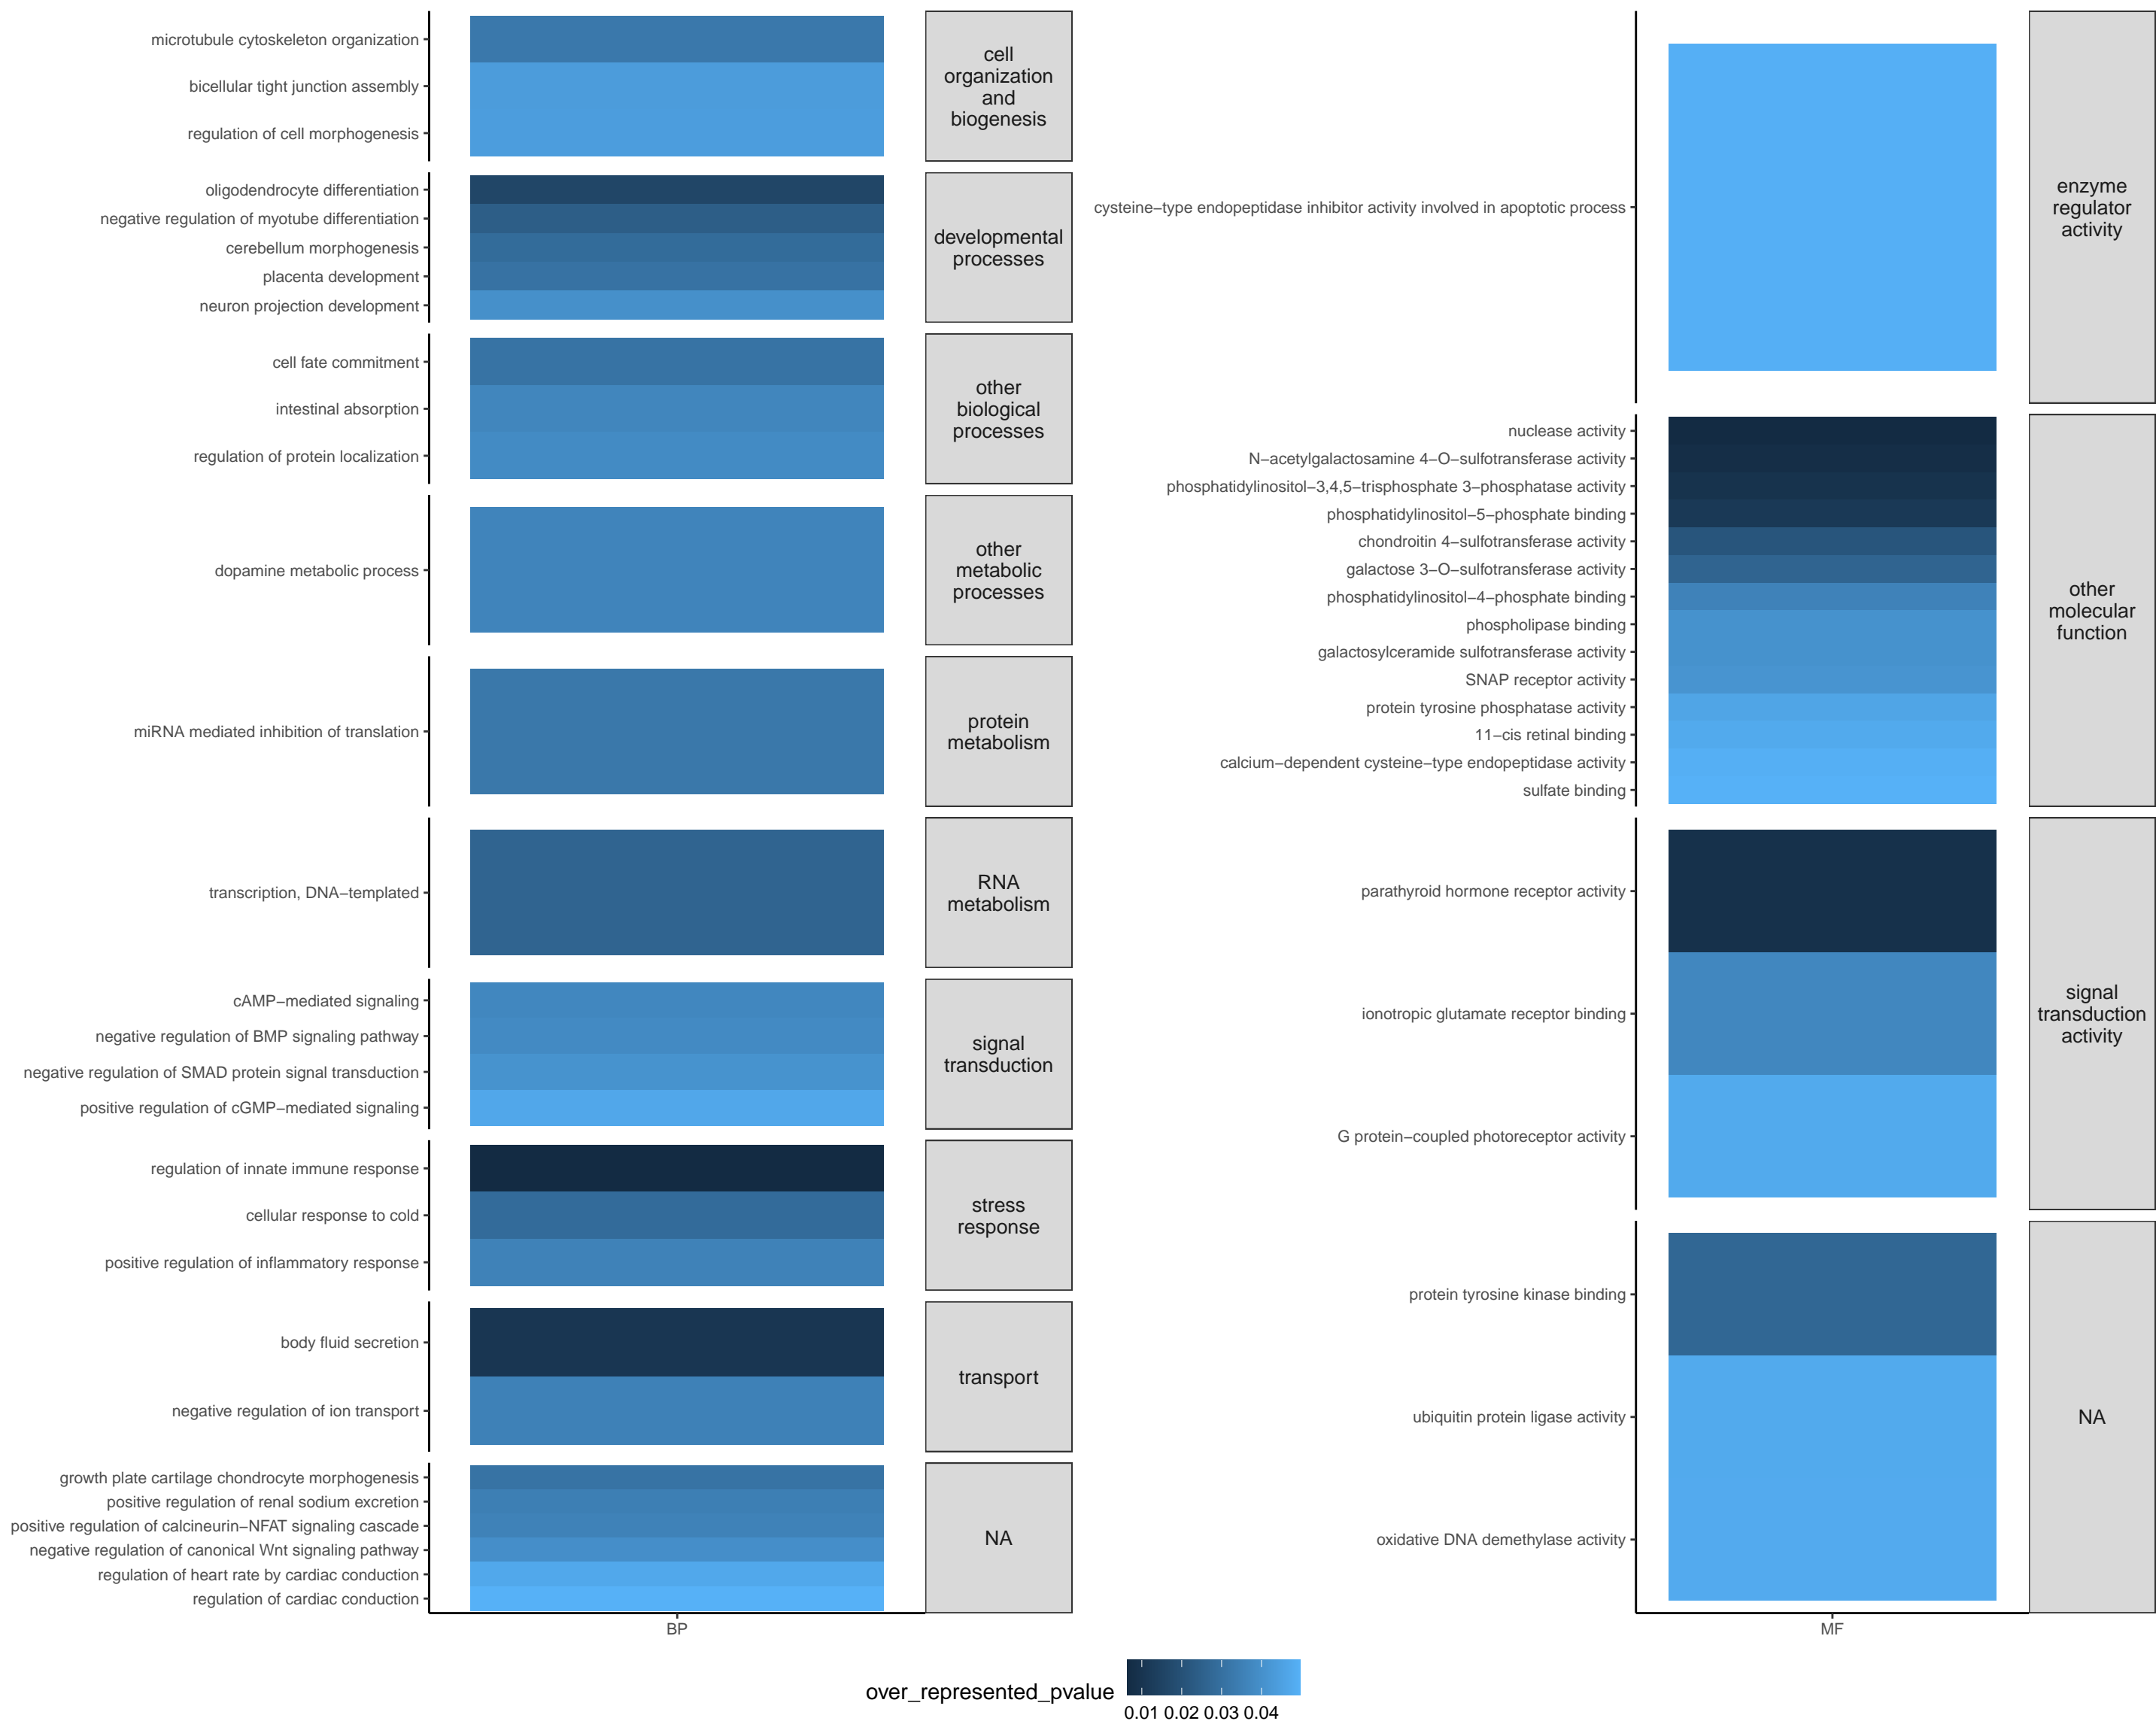 microtubule cytoskeleton organization
bicellular tight junction assembly
regulation of cell morphogenesis
cell
organization
and
biogenesis
oligodendrocyte differentiation
negative regulation of myotube differentiation
cerebellum morphogenesis
placenta development
neuron projection development
developmental
processes
cell fate commitment
intestinal absorption
regulation of protein localization
other
biological
processes
dopamine metabolic process
other
metabolic
processes
miRNA mediated inhibition of translation
protein
metabolism
transcription, DNA−templated
RNA
metabolism
cAMP−mediated signaling
negative regulation of BMP signaling pathway
negative regulation of SMAD protein signal transduction
positive regulation of cGMP−mediated signaling
signal
transduction
regulation of innate immune response
cellular response to cold
positive regulation of inflammatory response
stress
response
body fluid secretion
negative regulation of ion transport
transport
growth plate cartilage chondrocyte morphogenesis
positive regulation of renal sodium excretion
positive regulation of calcineurin−NFAT signaling cascade
negative regulation of canonical Wnt signaling pathway
regulation of heart rate by cardiac conduction
regulation of cardiac conduction
NA
BP
cysteine−type endopeptidase inhibitor activity involved in apoptotic process
enzyme
regulator
activity
nuclease activity
N−acetylgalactosamine 4−O−sulfotransferase activity
phosphatidylinositol−3,4,5−trisphosphate 3−phosphatase activity
phosphatidylinositol−5−phosphate binding
chondroitin 4−sulfotransferase activity
galactose 3−O−sulfotransferase activity
phosphatidylinositol−4−phosphate binding
phospholipase binding
galactosylceramide sulfotransferase activity
SNAP receptor activity
protein tyrosine phosphatase activity
11−cis retinal binding
calcium−dependent cysteine−type endopeptidase activity
sulfate binding
other
molecular
function
parathyroid hormone receptor activity
ionotropic glutamate receptor binding
G protein−coupled photoreceptor activity
signal
transduction
activity
protein tyrosine kinase binding
ubiquitin protein ligase activity
oxidative DNA demethylase activity
NA
MF
over_represented_pvalue
0.01 0.02 0.03 0.04